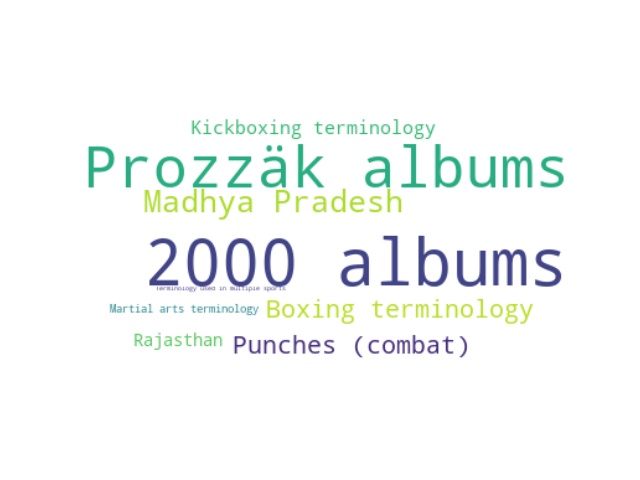 Kickboxing terminology
Prozzäk albums
Madhya Pradesh
2000 albums
Terminology used in multiple sports
Martial arts terminology
Boxing terminology
Rajasthan
Punches (combat)